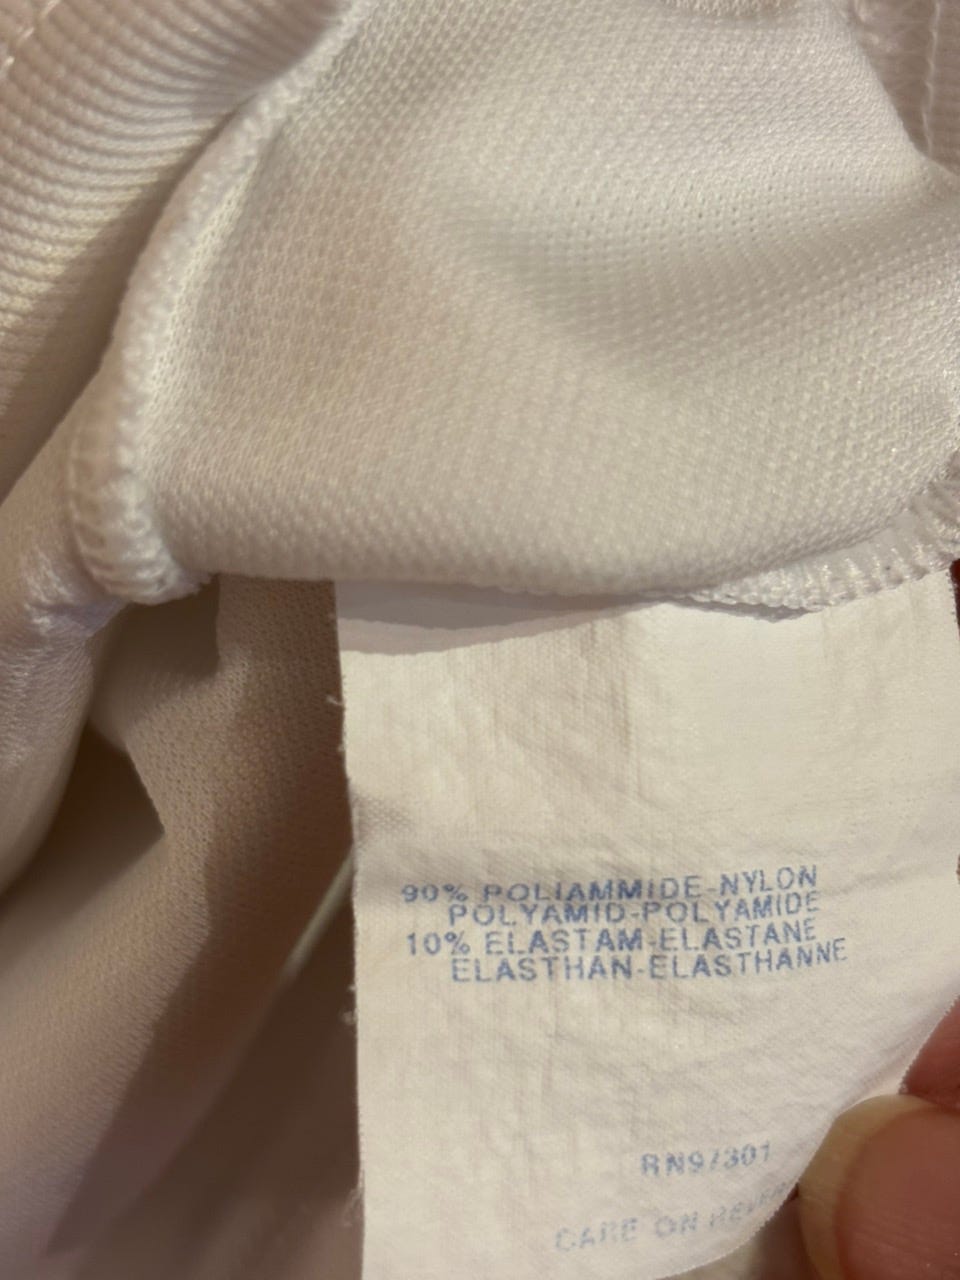 90% POLIAMMIDE-NYLON
POLYAMID-POLYAMIDE
10% ELASTAM-ELASTANE
ELASTHAN-ELASTHANNE
RN97301
CARE ON